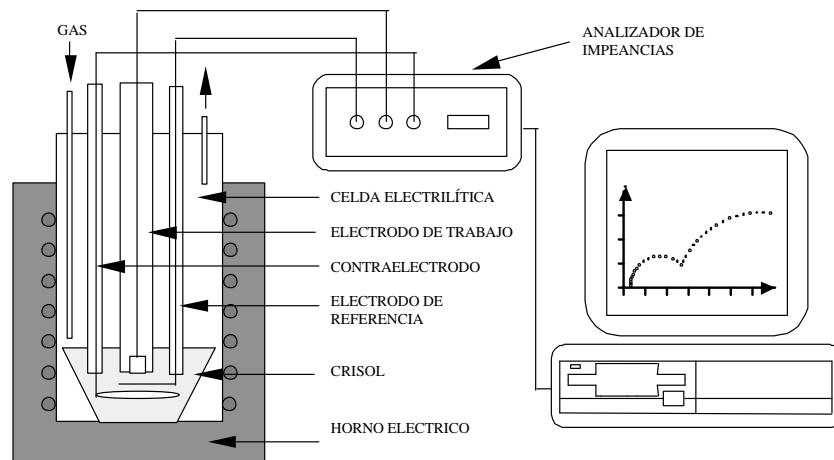 GAS
ANALIZADOR DE
IMPEANCIAS
CELDA ELECTRILÍTICA
ELECTRODO DE TRABAJO
CONTRAELECTRODO
ELECTRODO DE
REFERENCIA
CRISOL
HORNO ELECTRICO